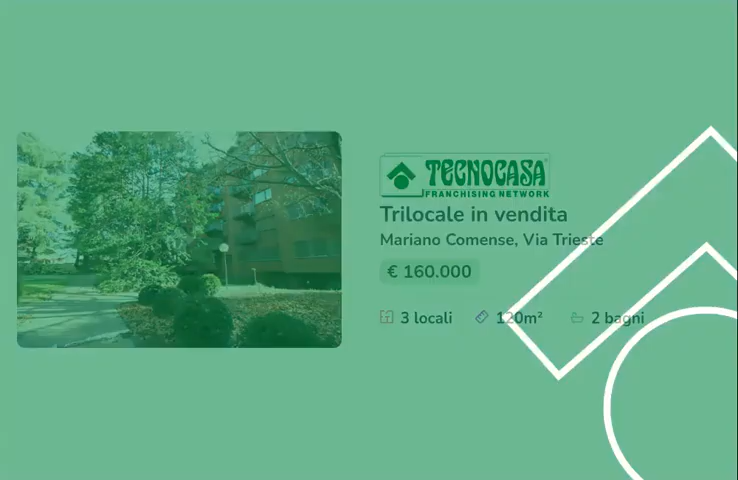 TECNOCASA
FRANCHISING NETWORK
Trilocale in vendita
Mariano Comense, Via Trieste
€ 160.000
3 locali 120m² 2 bagni